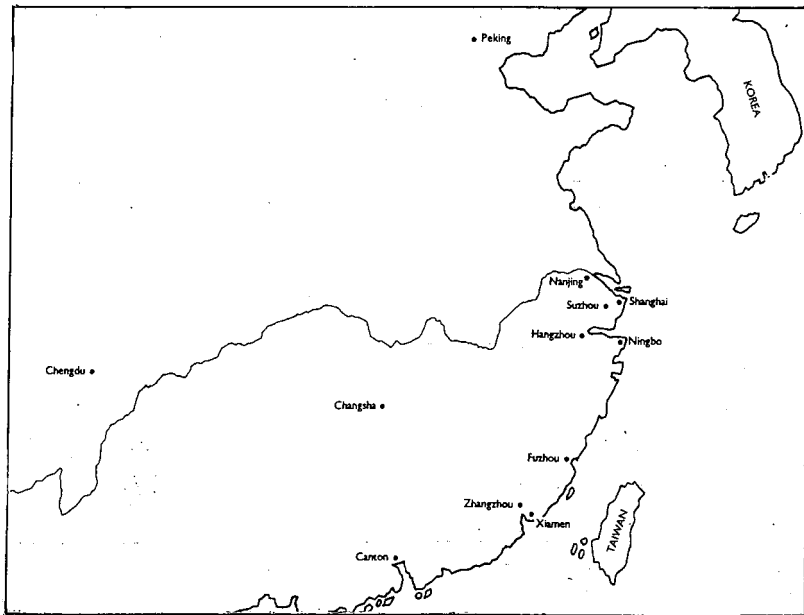 Peking
KOREA
Nanjing
Suzhou
Shanghai
Hangzhou
Ningbo
Chengdu
Changsha
Fuzhou
Zhangzhou
Xiamen
TAIWAN
Canton